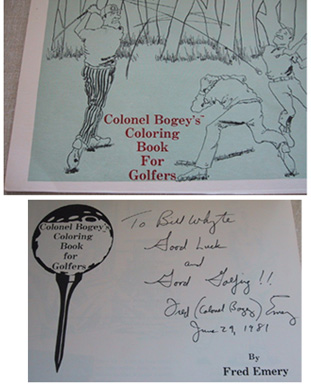 Colonel Bogey's
Coloring
Book
For
Golfers
Colonel Bogey's
Coloring
Book
for
Golfers
To Bill Whyte
Good Luck
and
Good Golfing!!
Fred (Colonel Bogey) Emery
June 29, 1981
By
Fred Emery